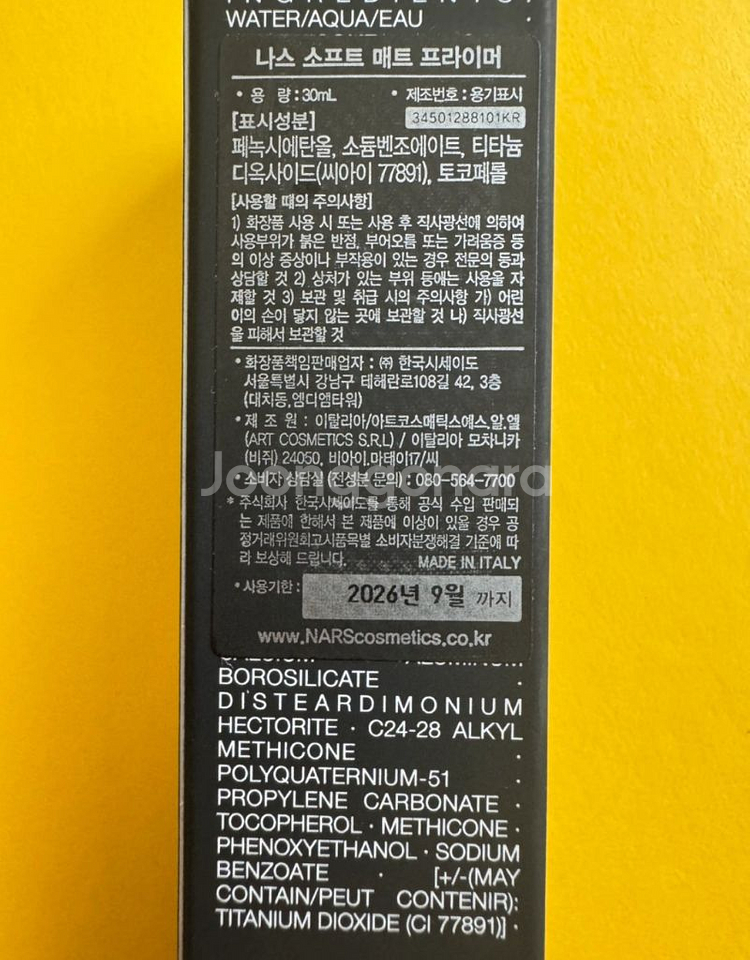 WATER/AQUA/EAU ·
나스 소프트 매트 프라이머
• 용 량 : 30mL • 제조번호 : 용기표시
[표시성분] 34501288101KR
페녹시에탄올, 소듐벤조에이트, 티타늄
디옥사이드(씨아이 77891), 토코페롤
[사용할 때의 주의사항]
1) 화장품 사용 시 또는 사용 후 직사광선에 의하여
사용부위가 붉은 반점, 부어오름 또는 가려움증 등
의 이상 증상이나 부작용이 있는 경우 전문의 등과
상담할 것 2) 상처가 있는 부위 등에는 사용을 자
제할 것 3) 보관 및 취급 시의 주의사항 가) 어린
이의 손이 닿지 않는 곳에 보관할 것 나) 직사광선
을 피해서 보관할 것
• 화장품책임판매업자 : ㈜ 한국시세이도
서울특별시 강남구 테헤란로108길 42, 3층
(대치동,엠디엠타워)
• 제 조 원 : 이탈리아/아트코스매틱스에스.알.엘
(ART COSMETICS S.R.L) / 이탈리아 모차니카
(비쥐) 24050, 비아이.마태이17/씨
Joonggonara
• 소비자 상담실 (전성분 문의) : 080-564-7700
* 주식회사 한국시세이도를 통해 공식 수입 판매되
는 제품에 한해서 본 제품에 이상이 있을 경우 공
정거래위원회고시품목별 소비자분쟁해결 기준에 따
라 보상해 드립니다. MADE IN ITALY
• 사용기한 : 2026년 9월 까지
www.NARScosmetics.co.kr
BOROSILICATE ·
DISTEARDIMONIUM
HECTORITE · C24-28 ALKYL
METHICONE ·
POLYQUATERNIUM-51 ·
PROPYLENE CARBONATE ·
TOCOPHEROL · METHICONE ·
PHENOXYETHANOL · SODIUM
BENZOATE · [+/-(MAY
CONTAIN/PEUT CONTENIR):
TITANIUM DIOXIDE (CI 77891)] ·